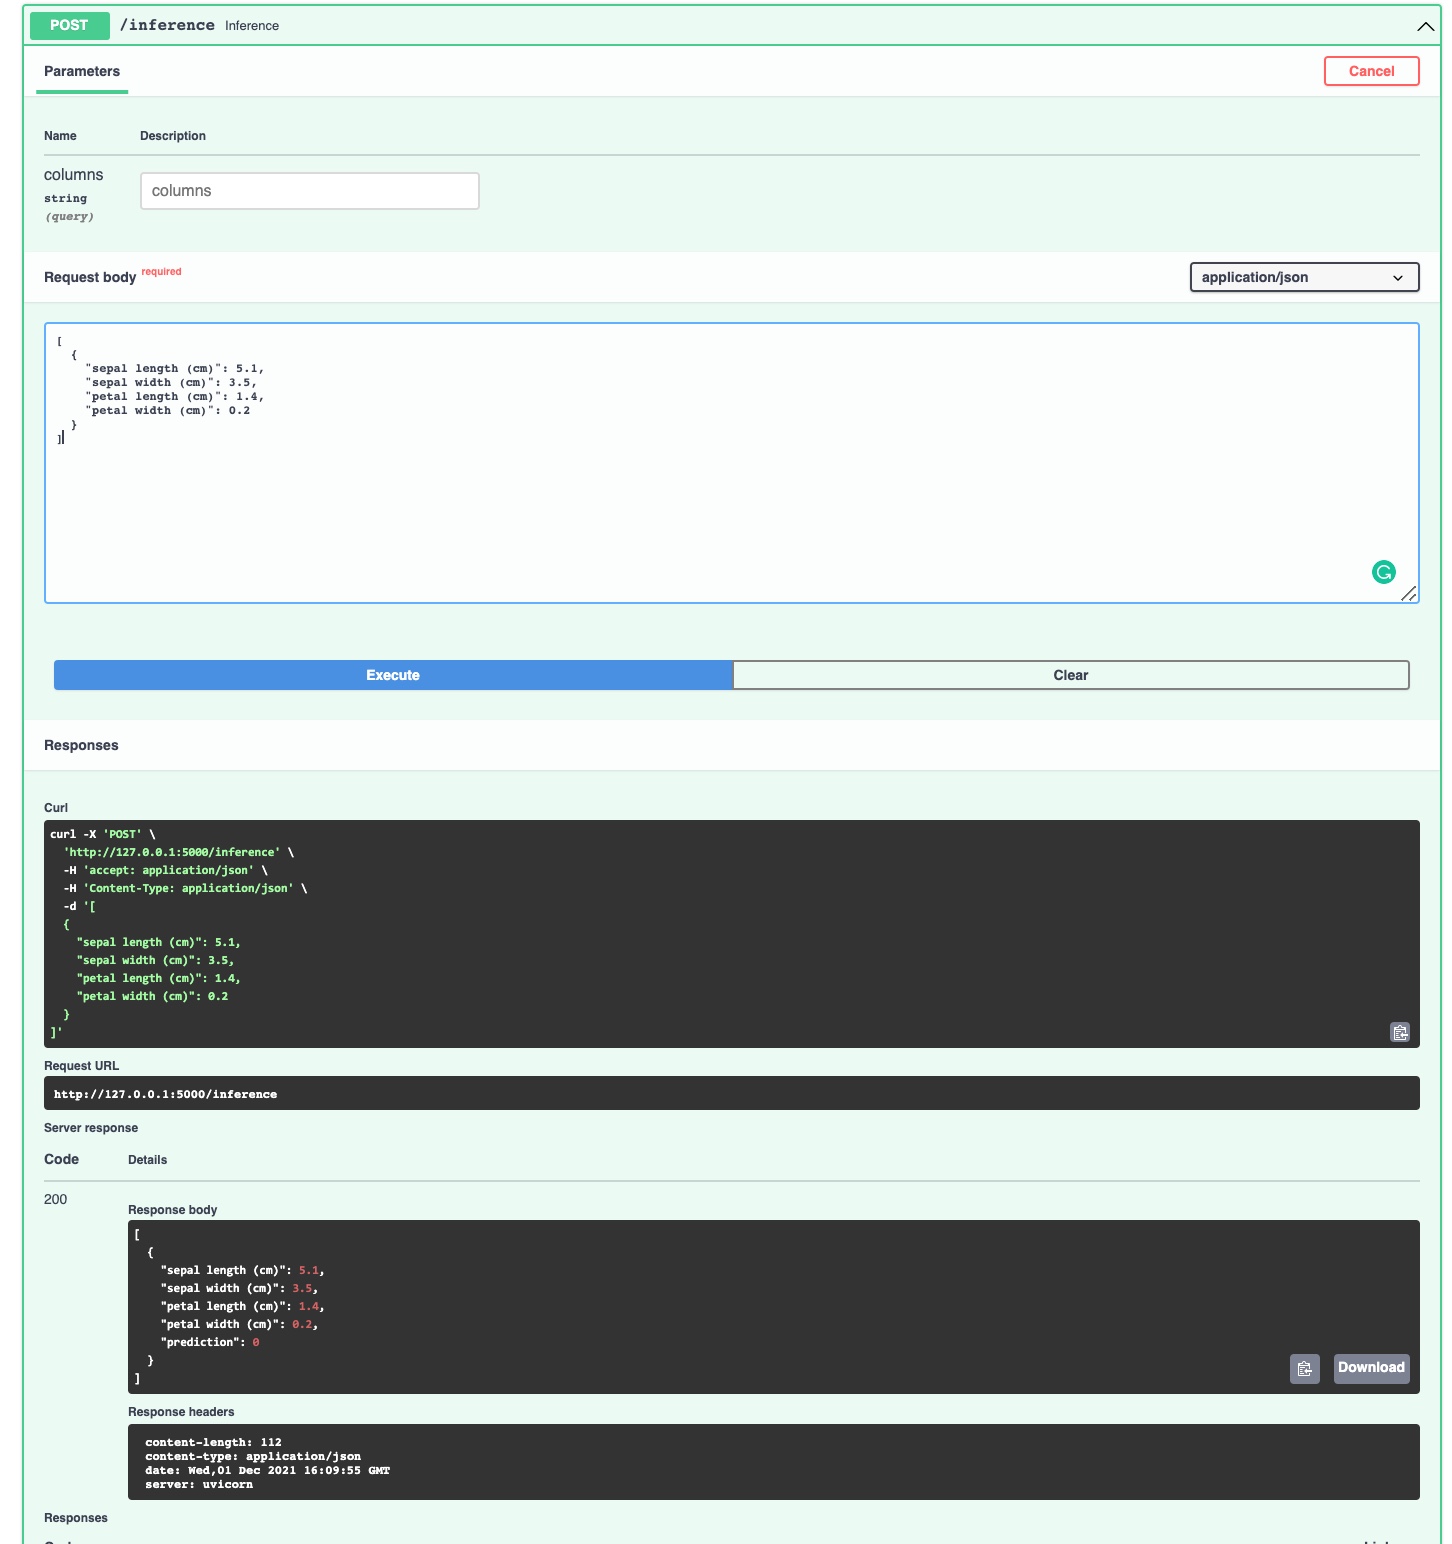 POST /inference Inference
Parameters
Cancel
Name Description
columns
string
(query)
columns
Request body required
application/json
[
  {
    "sepal length (cm)": 5.1,
    "sepal width (cm)": 3.5,
    "petal length (cm)": 1.4,
    "petal width (cm)": 0.2
  }
]
Execute
Clear
Responses
Curl
curl -X 'POST' \
  'http://127.0.0.1:5000/inference' \
  -H 'accept: application/json' \
  -H 'Content-Type: application/json' \
  -d '[
  {
    "sepal length (cm)": 5.1,
    "sepal width (cm)": 3.5,
    "petal length (cm)": 1.4,
    "petal width (cm)": 0.2
  }
]'
Request URL
http://127.0.0.1:5000/inference
Server response
Code Details
200
Response body
[
  {
    "sepal length (cm)": 5.1,
    "sepal width (cm)": 3.5,
    "petal length (cm)": 1.4,
    "petal width (cm)": 0.2,
    "prediction": 0
  }
]
Download
Response headers
content-length: 112
content-type: application/json
date: Wed,01 Dec 2021 16:09:55 GMT
server: uvicorn
Responses